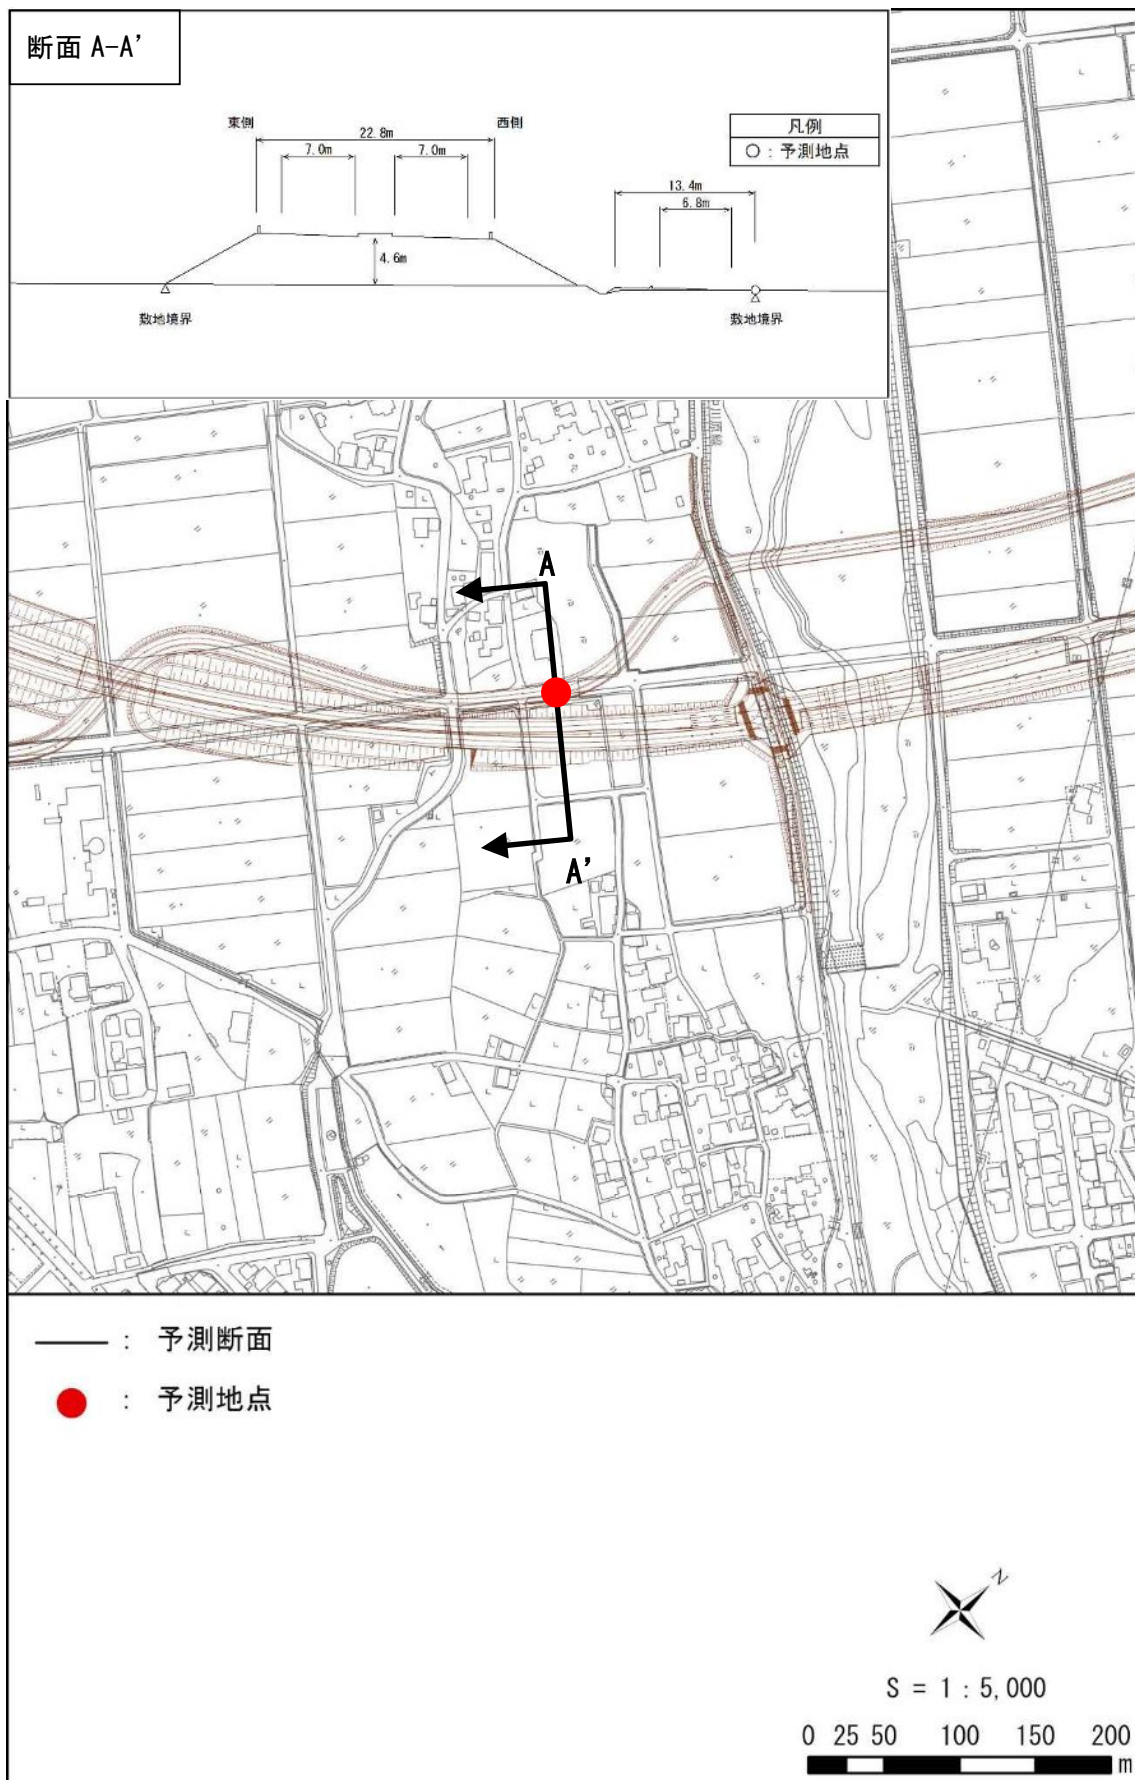 断面 A-A’
東側
西側
22.8m
7.0m
7.0m
4.6m
敷地境界
凡例
○ : 予測地点
13.4m
6.8m
敷地境界
A
A’
： 予測断面
： 予測地点
N
S = 1 : 5,000
0 25 50 100 150 200
m